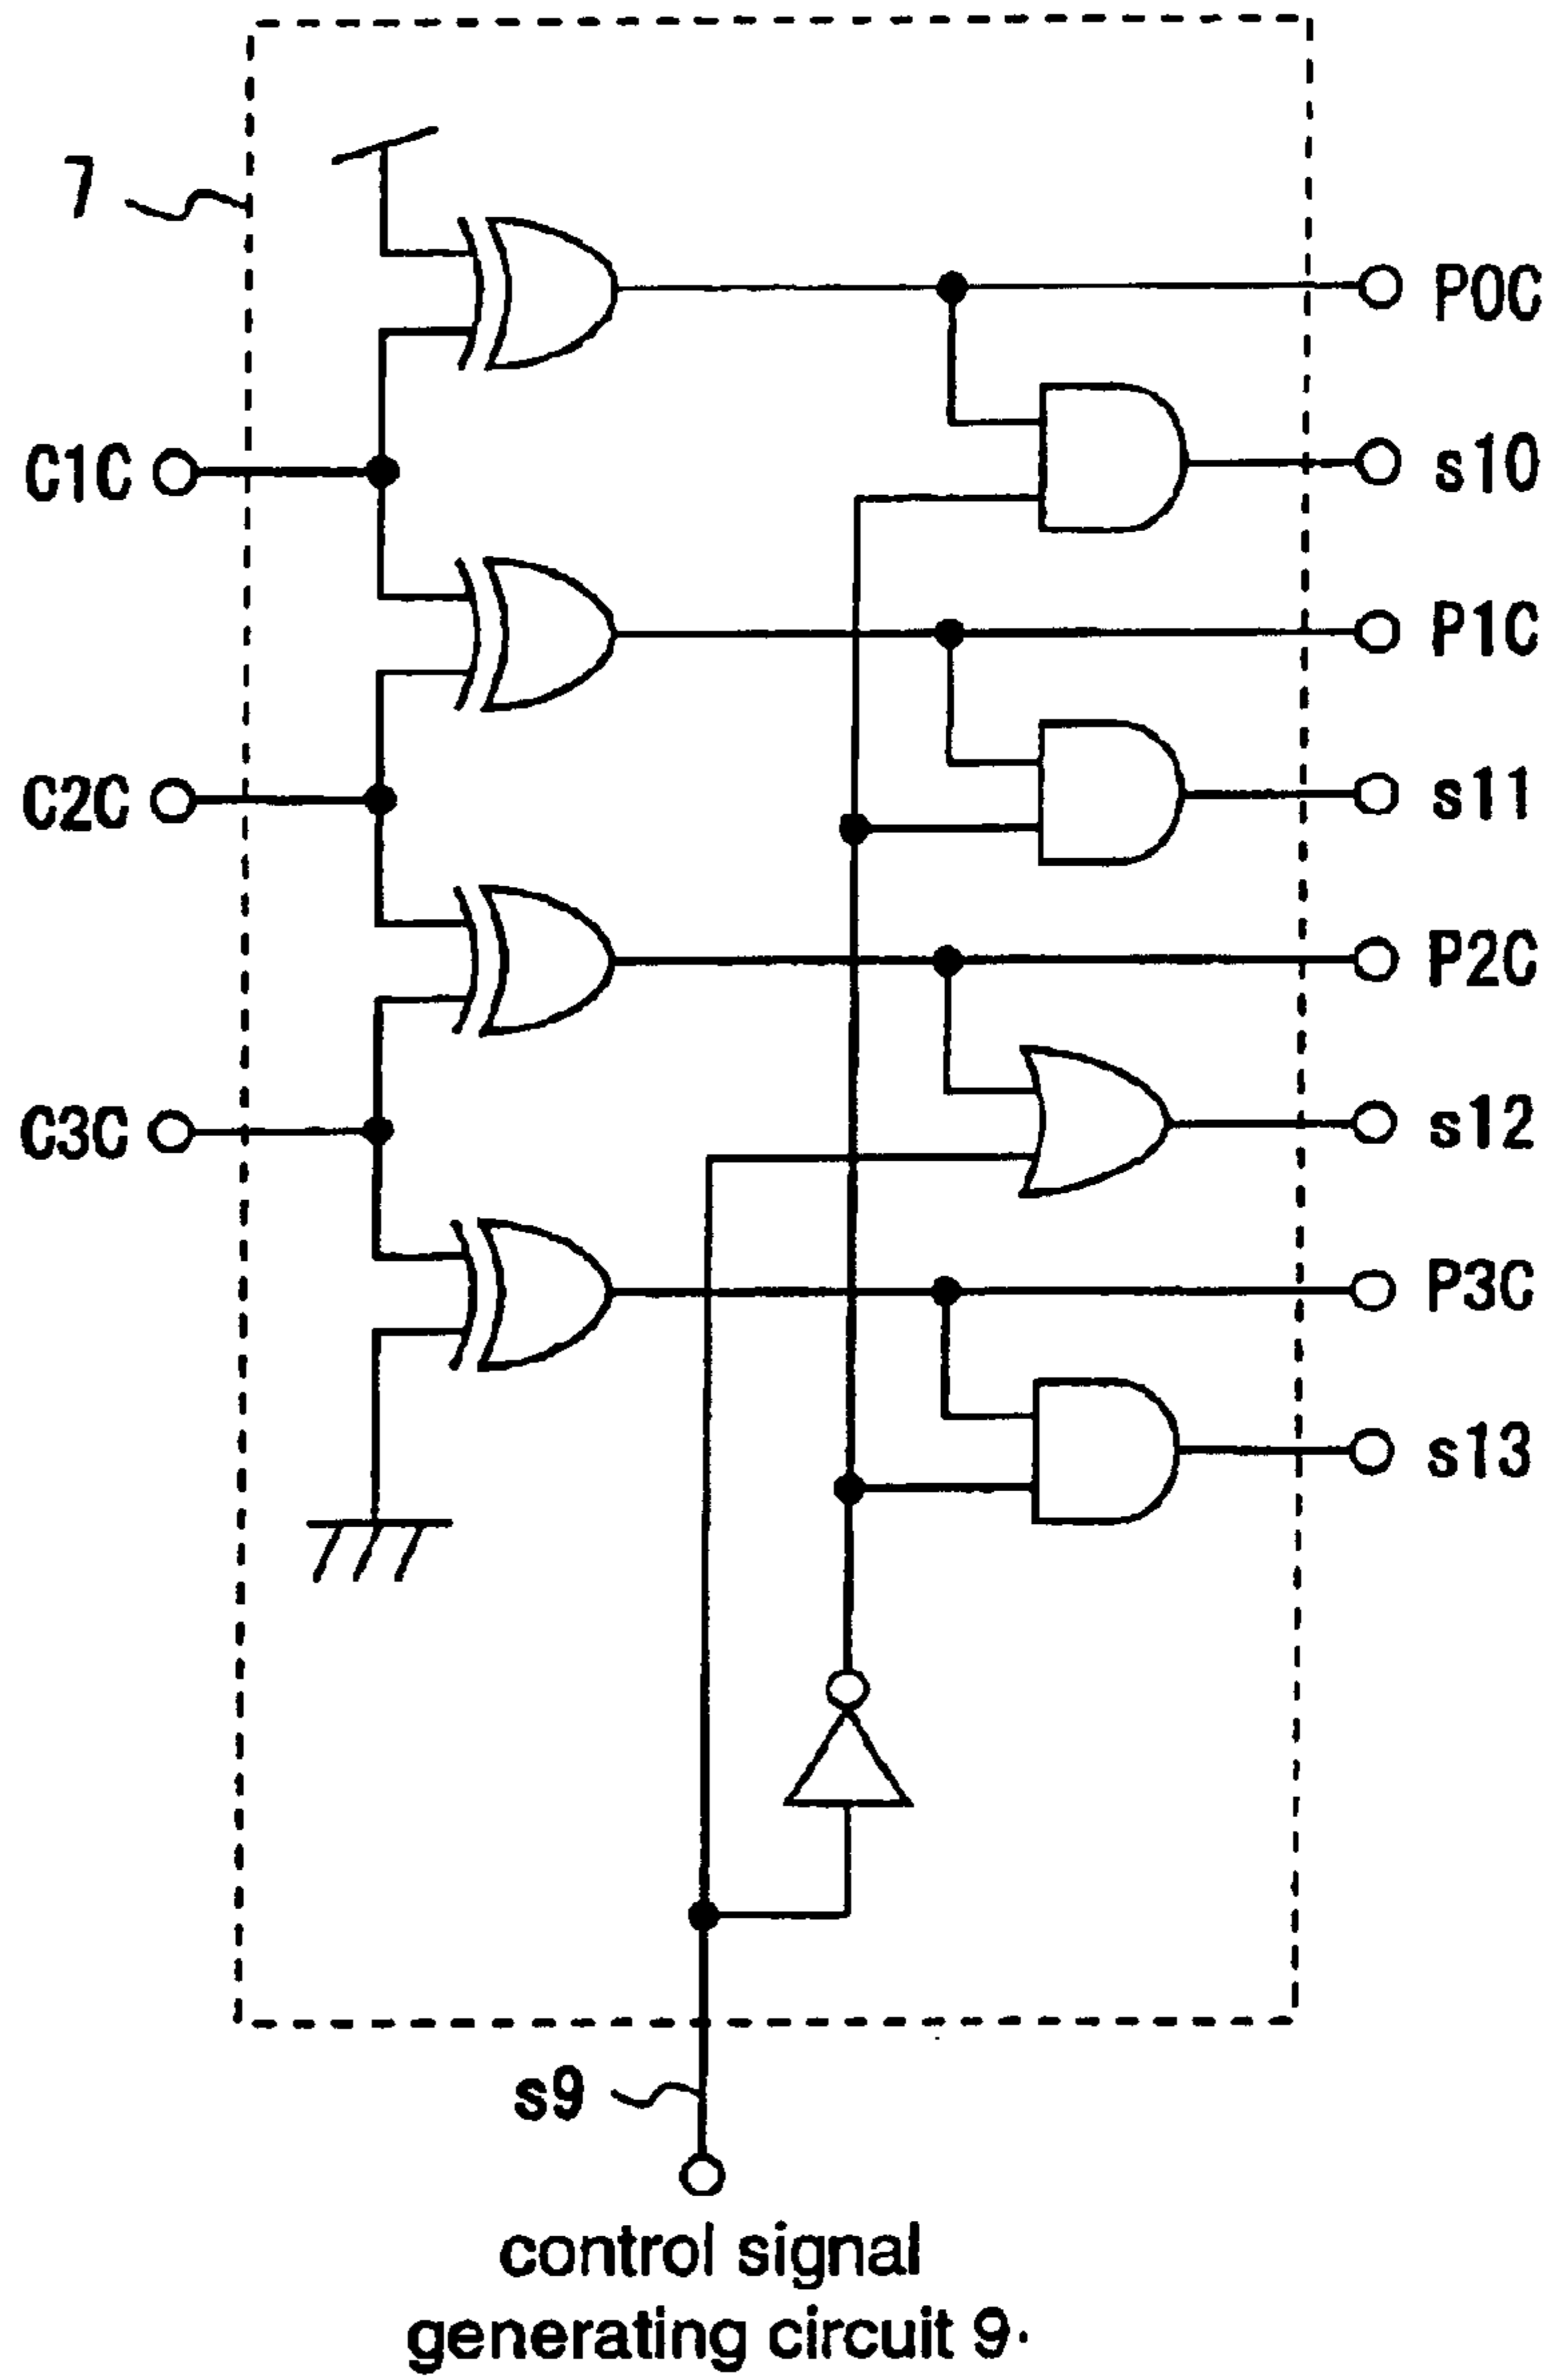 7
P0C
C1C
s10
P1C
C2C
s11
P2C
C3C
s12
P3C
s13
s9
control signal
generating circuit 9